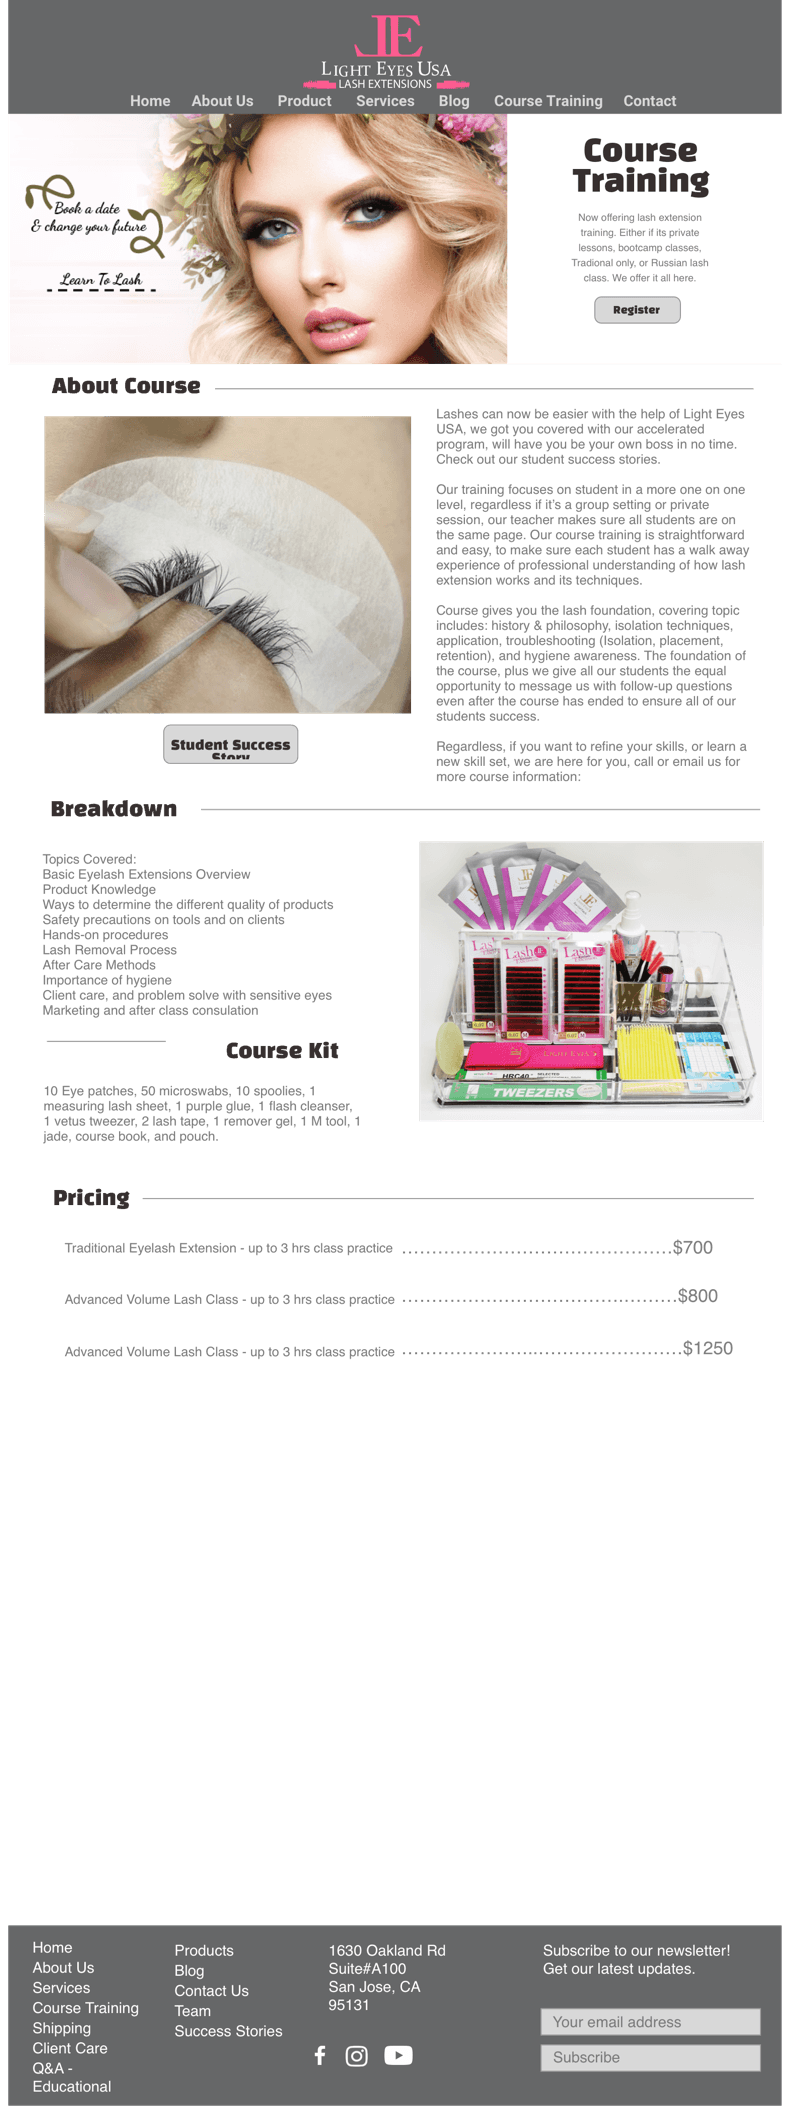 LE
LIGHT EYES USA
LASH EXTENSIONS
Home About Us Product Services Blog Course Training Contact
Book a date
& change your future
Learn To Lash
Course
Training
Now offering lash extension
training. Either if its private
lessons, bootcamp classes,
Tradional only, or Russian lash
class. We offer it all here.
Register
About Course
Lashes can now be easier with the help of Light Eyes
USA, we got you covered with our accelerated
program, will have you be your own boss in no time.
Check out our student success stories.
Our training focuses on student in a more one on one
level, regardless if it's a group setting or private
session, our teacher makes sure all students are on
the same page. Our course training is straightforward
and easy, to make sure each student has a walk away
experience of professional understanding of how lash
extension works and its techniques.
Course gives you the lash foundation, covering topic
includes: history & philosophy, isolation techniques,
application, troubleshooting (Isolation, placement,
retention), and hygiene awareness. The foundation of
the course, plus we give all our students the equal
opportunity to message us with follow-up questions
even after the course has ended to ensure all of our
students success.
Regardless, if you want to refine your skills, or learn a
new skill set, we are here for you, call or email us for
more course information:
Student Success
Story
Breakdown
Topics Covered:
Basic Eyelash Extensions Overview
Product Knowledge
Ways to determine the different quality of products
Safety precautions on tools and on clients
Hands-on procedures
Lash Removal Process
After Care Methods
Importance of hygiene
Client care, and problem solve with sensitive eyes
Marketing and after class consulation
Lash
Lash
Lash
LIGHT EYES
HRC40
TWEEZERS
Course Kit
10 Eye patches, 50 microswabs, 10 spoolies, 1
measuring lash sheet, 1 purple glue, 1 flash cleanser,
1 vetus tweezer, 2 lash tape, 1 remover gel, 1 M tool, 1
jade, course book, and pouch.
Pricing
Traditional Eyelash Extension - up to 3 hrs class practice ………………………………………$700
Advanced Volume Lash Class - up to 3 hrs class practice ……………………………………….$800
Advanced Volume Lash Class - up to 3 hrs class practice ………………………………………$1250
Home
About Us
Services
Course Training
Shipping
Client Care
Q&A -
Educational
Products
Blog
Contact Us
Team
Success Stories
1630 Oakland Rd
Suite#A100
San Jose, CA
95131
Subscribe to our newsletter!
Get our latest updates.
Your email address
Subscribe